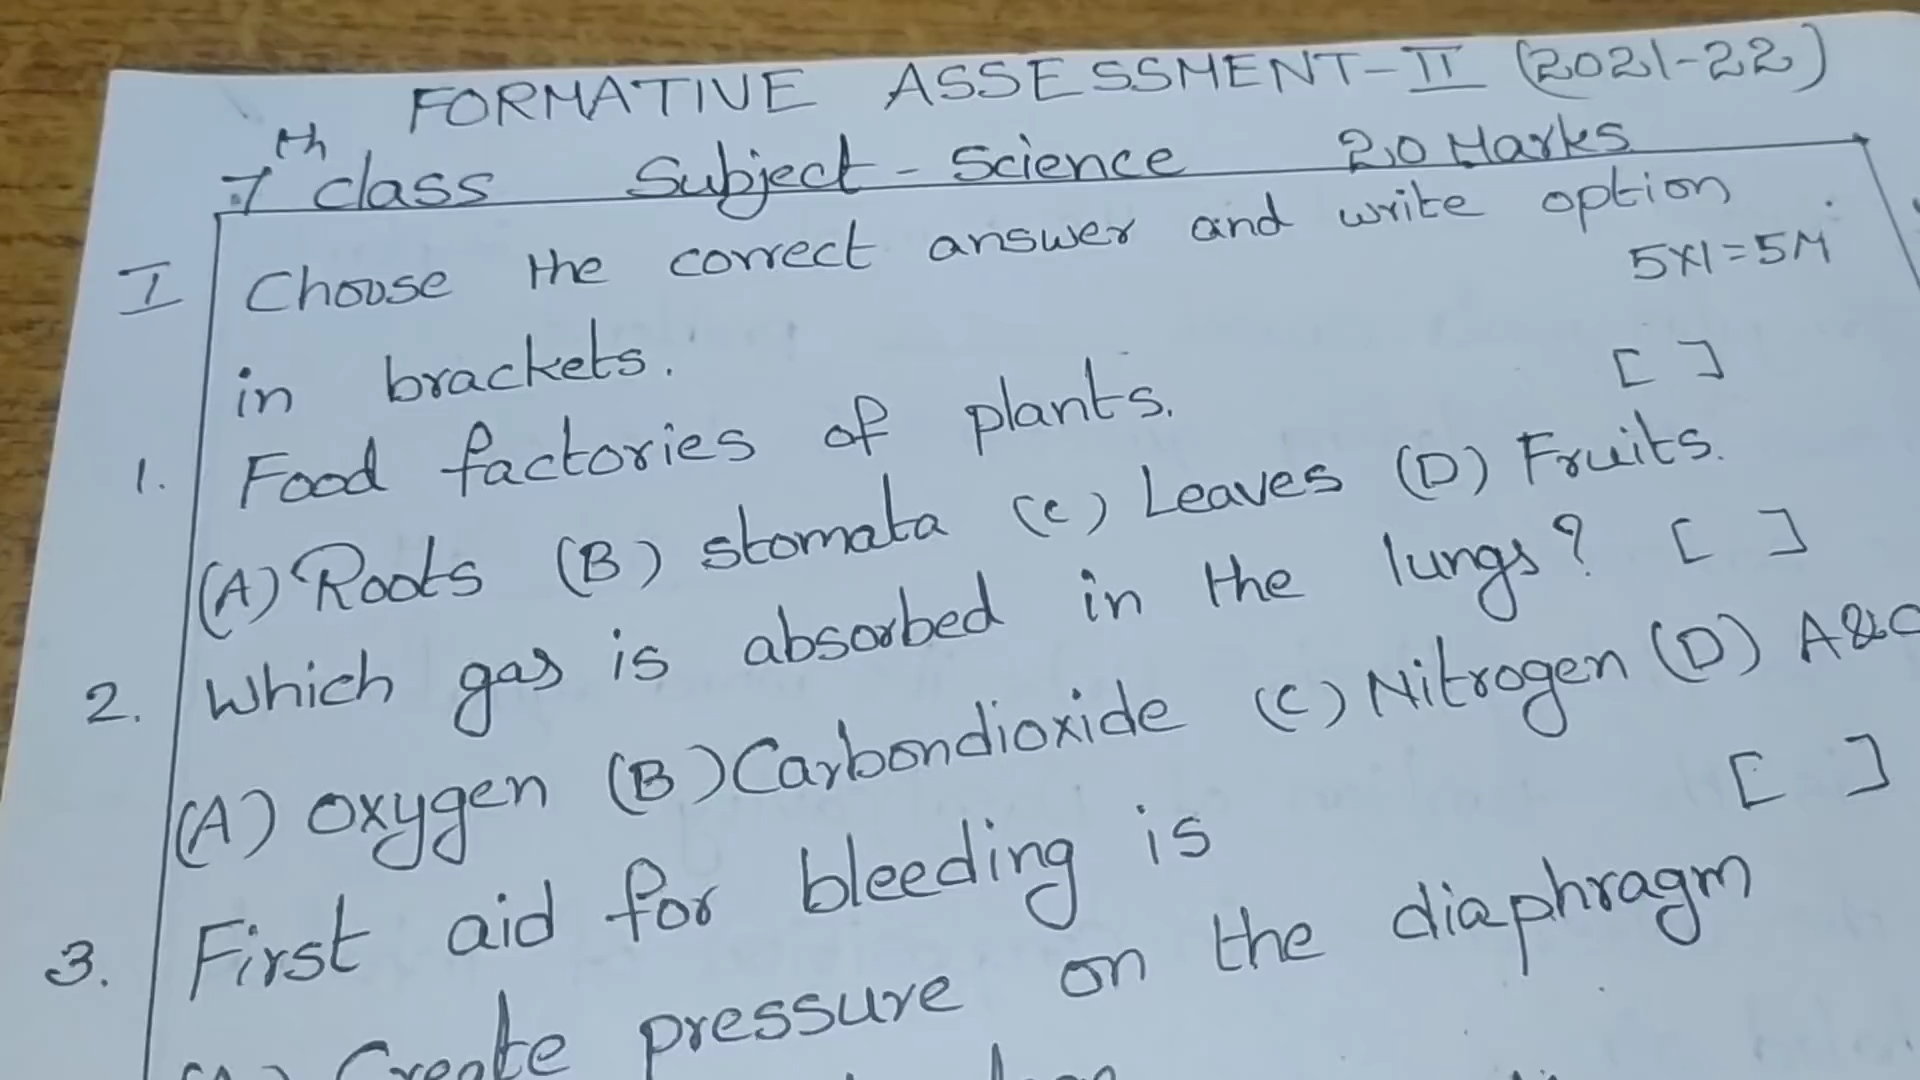 FORMATIVE ASSESSMENT-II (2021-22)
7th class Subject - Science 20 Marks
I Choose the correct answer and write option
in brackets. 5X1=5M
1. Food factories of plants. [ ]
(A) Roots (B) stomata (c) Leaves (D) Fruits.
2. Which gas is absorbed in the lungs? [ ]
(A) oxygen (B) Carbondioxide (C) Nitrogen (D) A&C
3. First aid for bleeding is [ ]
(A) Create pressure on the diaphragm